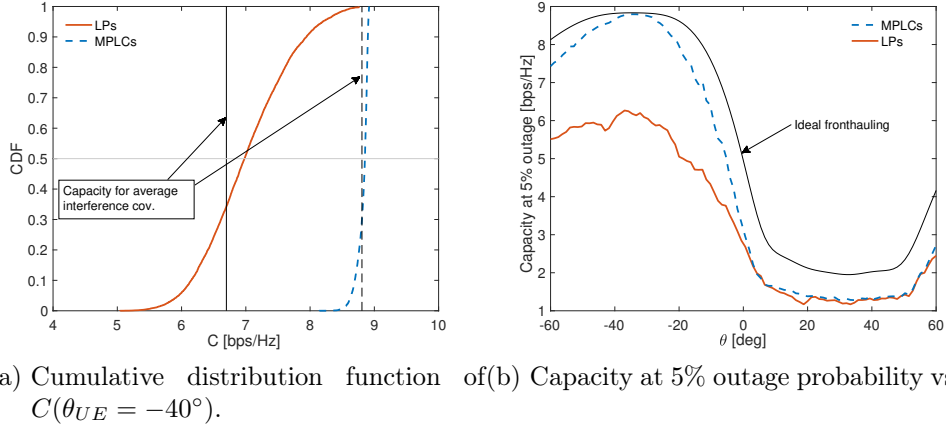 1
0.9
0.8
0.7
0.6
0.5
0.4
0.3
0.2
0.1
0
CDF
4
5
6
7
8
9
10
C [bps/Hz]
LPs
MPLCs
Capacity for average
interference cov.
9
8
7
6
5
4
3
2
1
Capacity at 5% outage [bps/Hz]
-60
-40
-20
0
20
40
60
θ [deg]
MPLCs
LPs
Ideal fronthauling
a) Cumulative distribution function of
C(θ_{UE} = −40°).
(b) Capacity at 5% outage probability vs